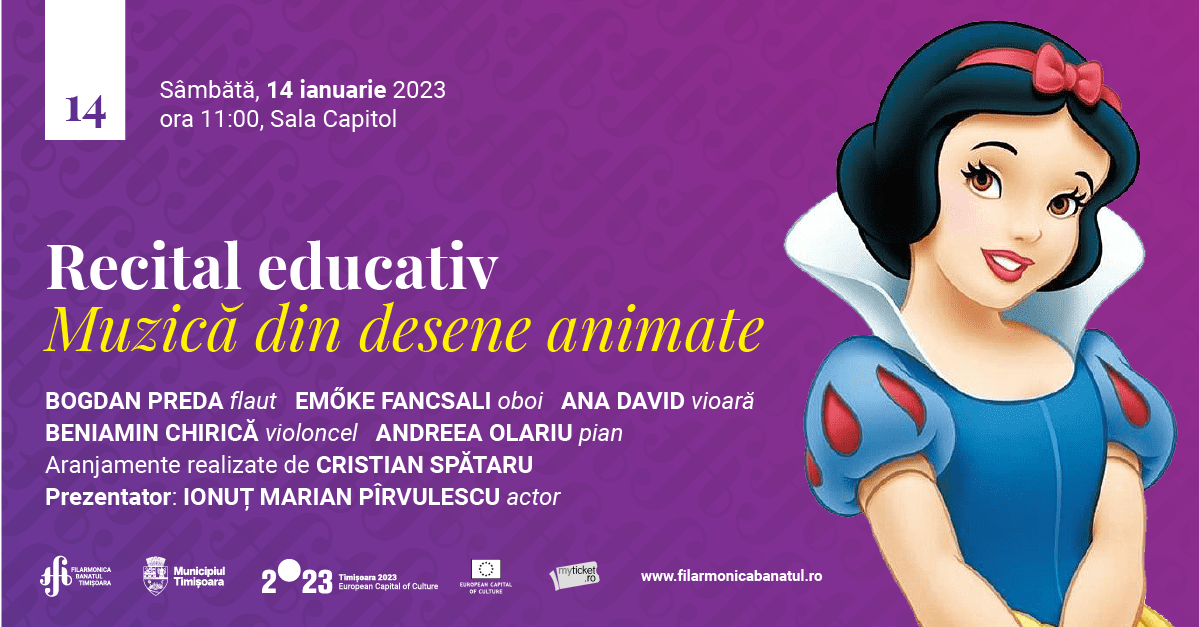 14
Sâmbătă, 14 ianuarie 2023
ora 11:00, Sala Capitol
Recital educativ
Muzică din desene animate
BOGDAN PREDA flaut EMŐKE FANCSALI oboi ANA DAVID vioară
BENIAMIN CHIRICĂ violoncel ANDREEA OLARIU pian
Aranjamente realizate de CRISTIAN SPĂTARU
Prezentator: IONUȚ MARIAN PÎRVULESCU actor
FILARMONICA
BANATUL
TIMIȘOARA
Municipiul
Timișoara
2023
Timișoara 2023
European Capital of Culture
EUROPEAN CAPITAL
OF CULTURE
myticket
.ro
www.filarmonicabanatul.ro